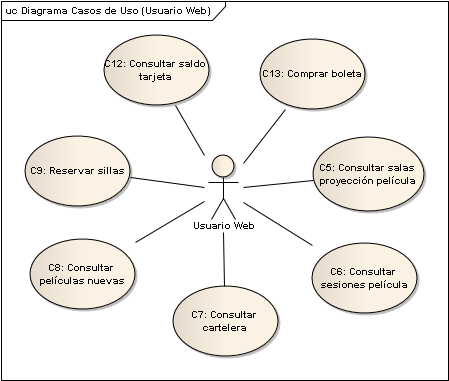 uc Diagrama Casos de Uso (Usuario Web)
C12: Consultar saldo
tarjeta
C13: Comprar boleta
C9: Reservar sillas
C5: Consultar salas
proyección película
Usuario Web
C8: Consultar
películas nuevas
C6: Consultar
sesiones película
C7: Consultar
cartelera